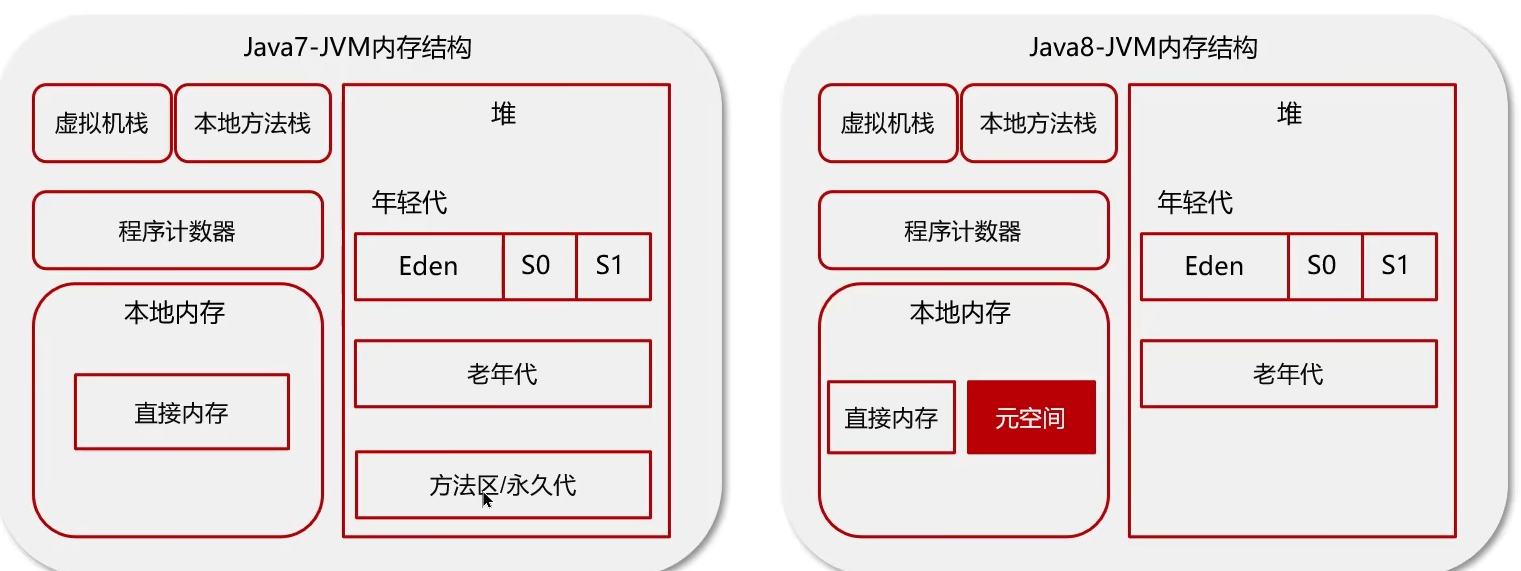 Java7-JVM内存结构
虚拟机栈
本地方法栈
堆
程序计数器
年轻代
Eden
S0
S1
本地内存
直接内存
老年代
方法区/永久代
Java8-JVM内存结构
虚拟机栈
本地方法栈
堆
程序计数器
年轻代
Eden
S0
S1
本地内存
直接内存
元空间
老年代